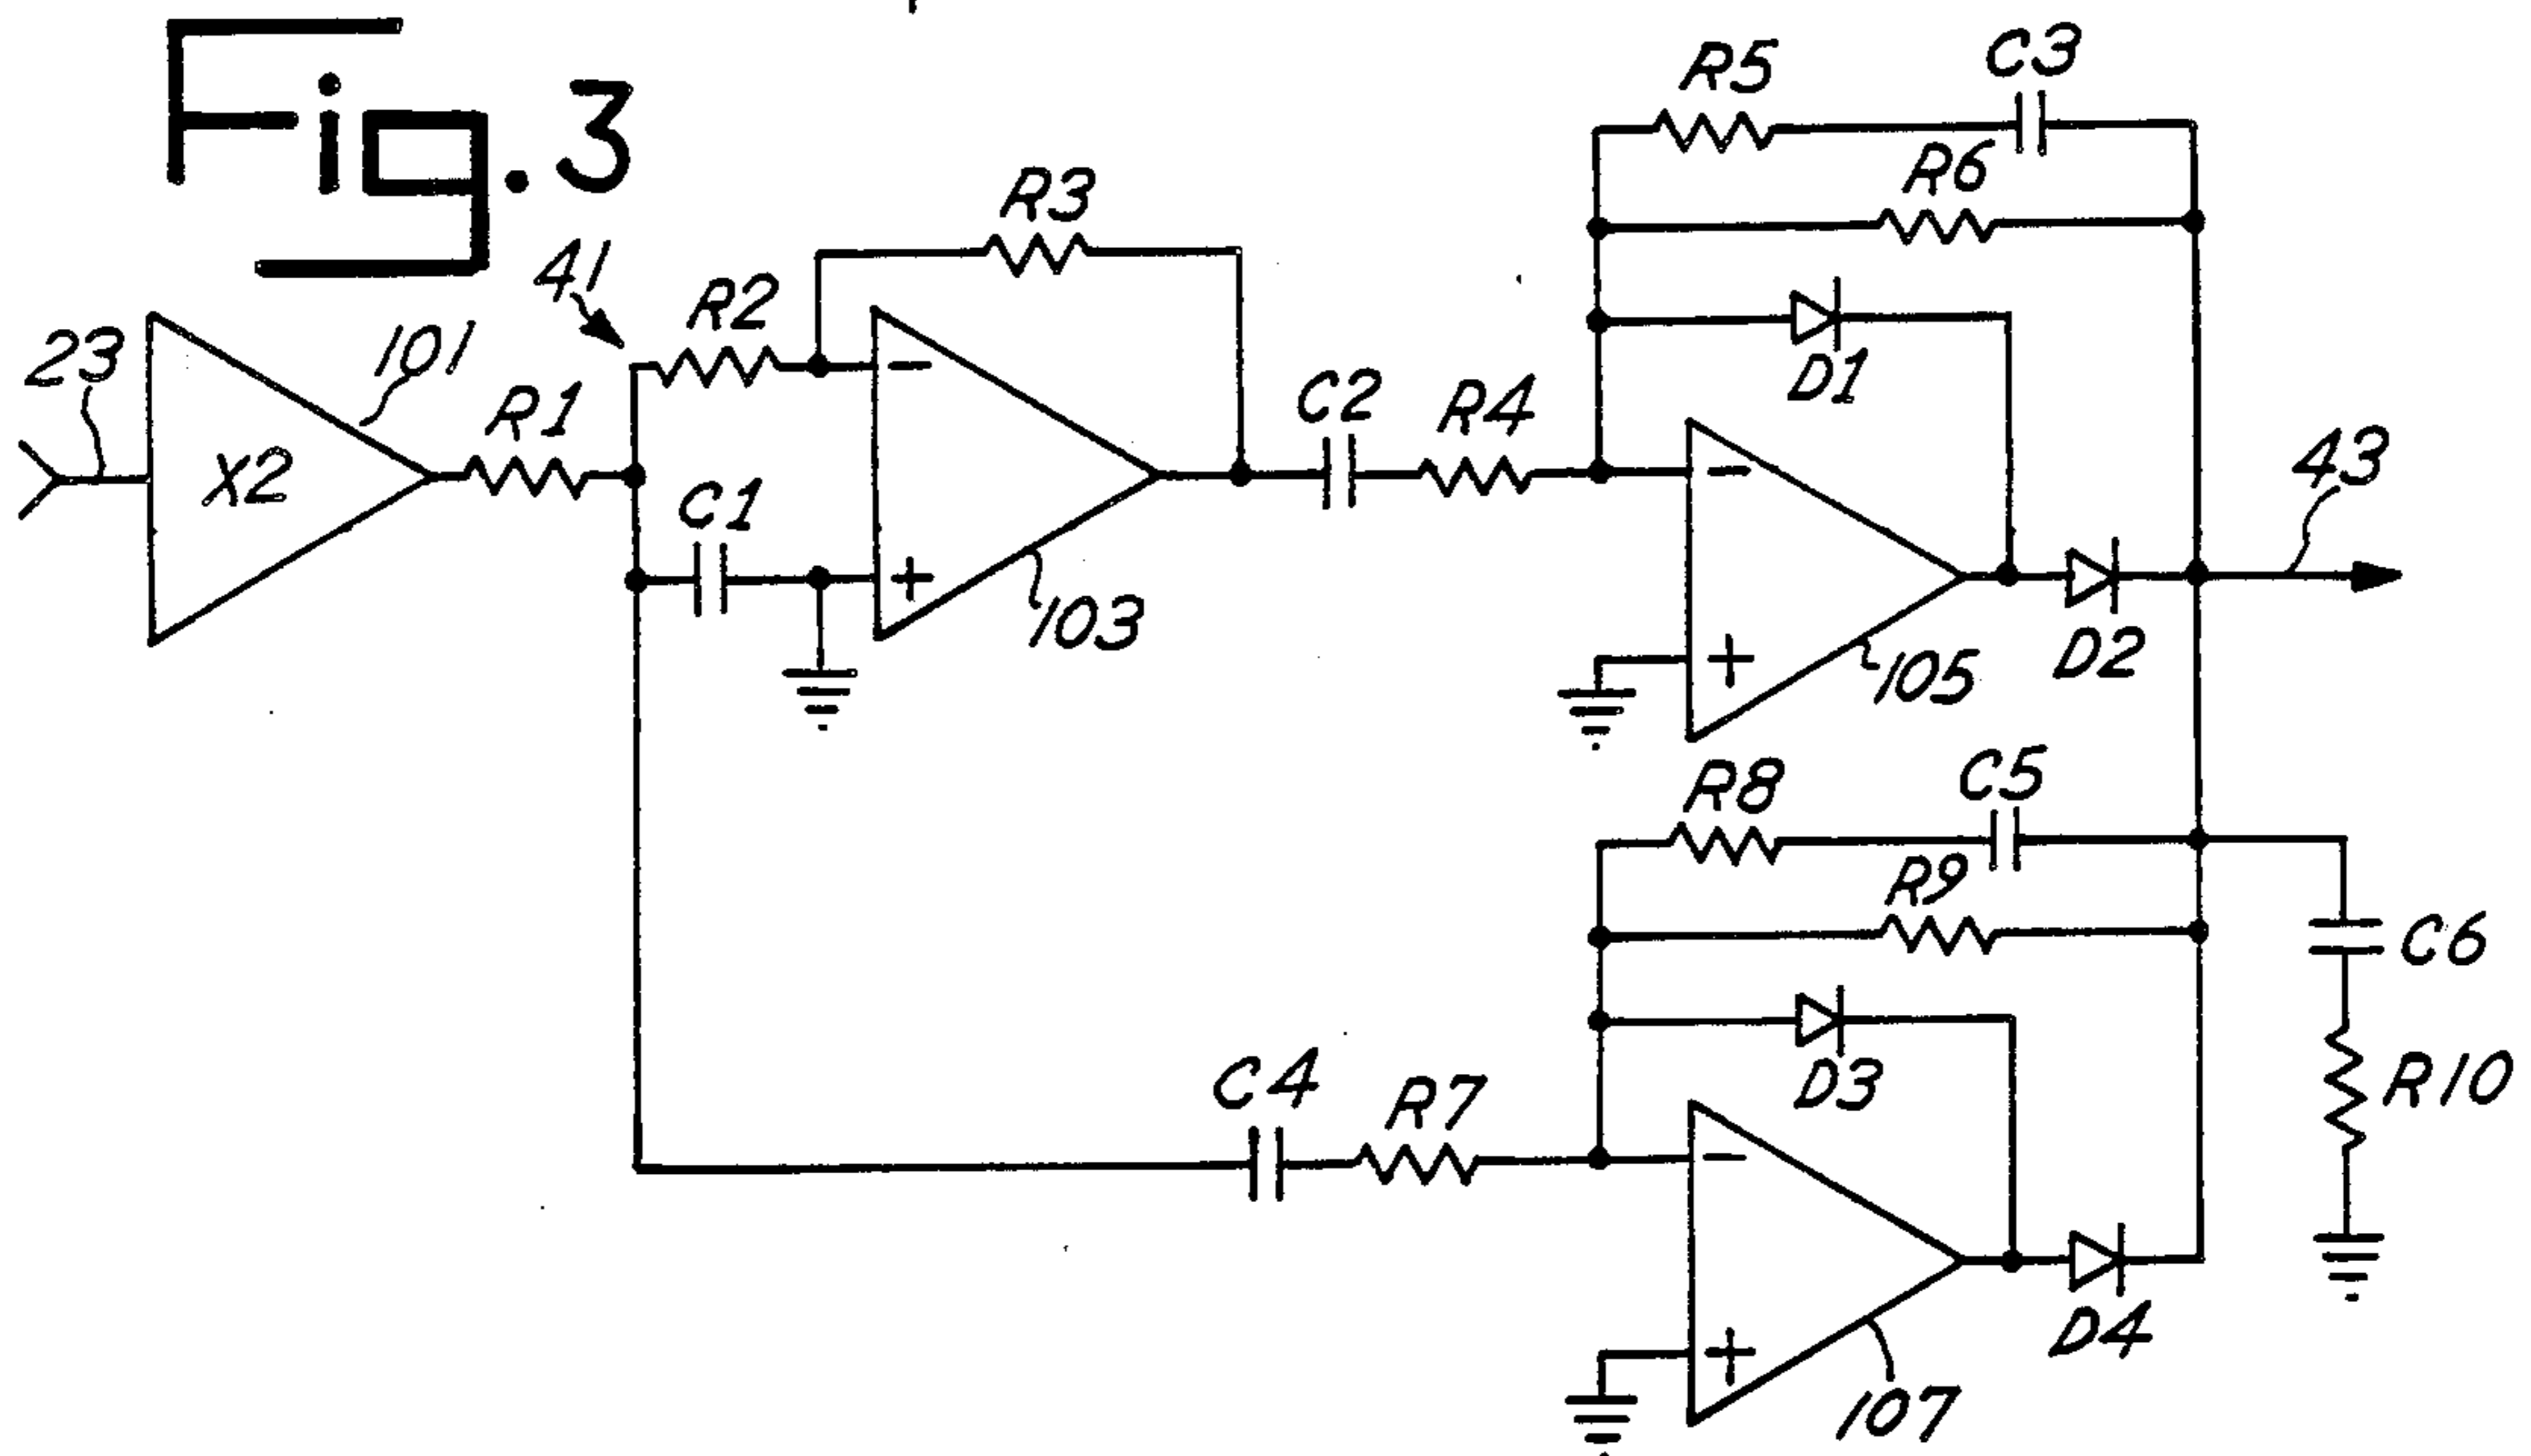 Fig. 3
23
101
X2
R1
41
R2
R3
C1
-
+
103
C2
R4
R5
C3
R6
D1
-
+
105
D2
43
R8
C5
R9
D3
C4
R7
-
+
107
D4
C6
R10